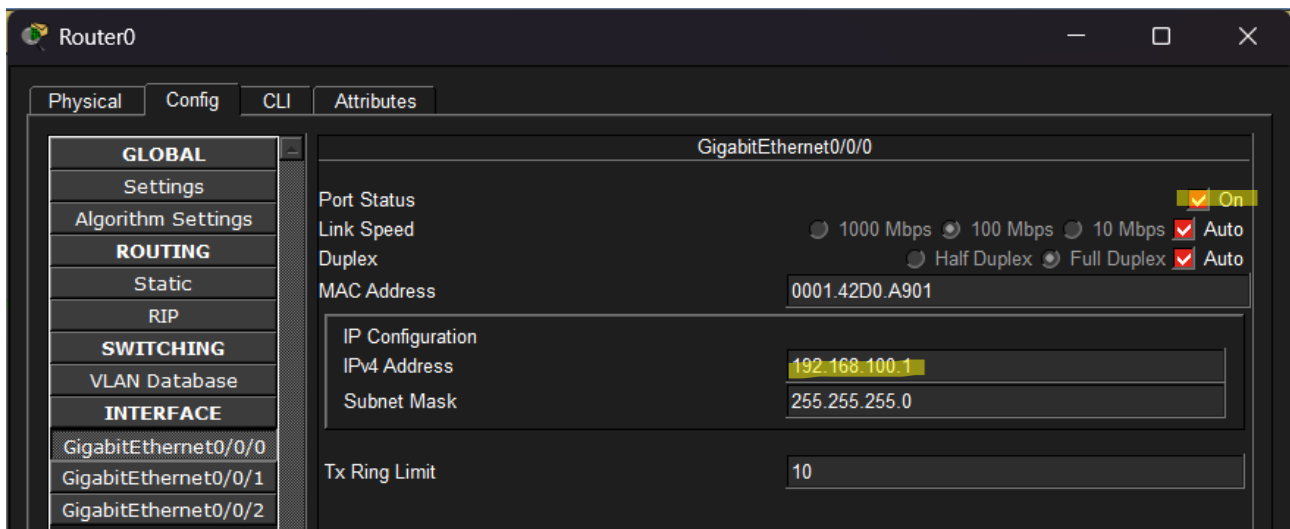 Router0
Physical Config CLI Attributes
GLOBAL
Settings
Algorithm Settings
ROUTING
Static
RIP
SWITCHING
VLAN Database
INTERFACE
GigabitEthernet0/0/0
GigabitEthernet0/0/1
GigabitEthernet0/0/2
GigabitEthernet0/0/0
Port Status On
Link Speed 1000 Mbps 100 Mbps 10 Mbps Auto
Duplex Half Duplex Full Duplex Auto
MAC Address 0001.42D0.A901
IP Configuration
IPv4 Address 192.168.100.1
Subnet Mask 255.255.255.0
Tx Ring Limit 10